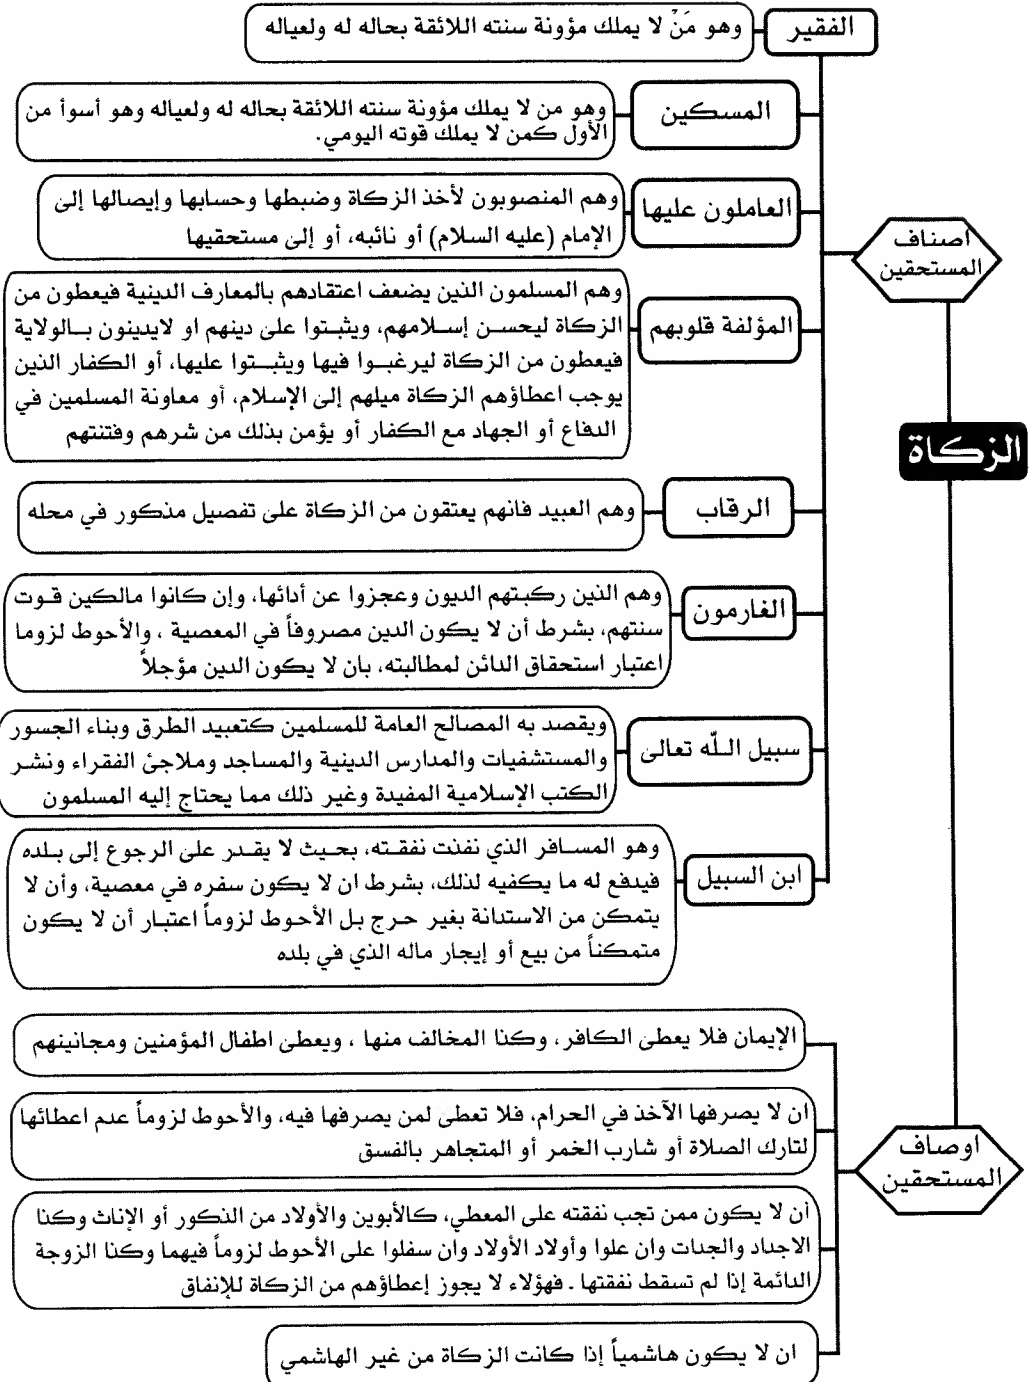 الزكاة
اصناف
المستحقين
الفقير
وهو مَنْ لا يملك مؤونة سنته اللائقة بحاله له ولعياله
المسكين
وهو من لا يملك مؤونة سنته اللائقة بحاله له ولعياله وهو أسوأ من
الأول كمن لا يملك قوته اليومي.
العاملون عليها
وهم المنصوبون لأخذ الزكاة وضبطها وحسابها وإيصالها إلى
الإمام (عليه السلام) أو نائبه، أو إلى مستحقيها
المؤلفة قلوبهم
وهم المسلمون الذين يضعف اعتقادهم بالمعارف الدينية فيعطون من
الزكاة ليحسن إسلامهم، ويثبتوا على دينهم او لايدينون بالولاية
فيعطون من الزكاة ليرغبوا فيها ويثبتوا عليها، أو الكفار الذين
يوجب اعطاؤهم الزكاة ميلهم إلى الإسلام، أو معاونة المسلمين في
الدفاع أو الجهاد مع الكفار أو يؤمن بذلك من شرهم وفتنتهم
الرقاب
وهم العبيد فانهم يعتقون من الزكاة على تفصيل مذكور في محله
الغارمون
وهم الذين ركبتهم الديون وعجزوا عن أدائها، وإن كانوا مالكين قوت
سنتهم، بشرط أن لا يكون الدين مصروفاً في المعصية ، والأحوط لزوما
اعتبار استحقاق الدائن لمطالبته، بان لا يكون الدين مؤجلاً
سبيل الله تعالى
ويقصد به المصالح العامة للمسلمين كتعبيد الطرق وبناء الجسور
والمستشفيات والمدارس الدينية والمساجد وملاجئ الفقراء ونشر
الكتب الإسلامية المفيدة وغير ذلك مما يحتاج إليه المسلمون
ابن السبيل
وهو المسافر الذي نفذت نفقته، بحيث لا يقدر على الرجوع إلى بلده
فيدفع له ما يكفيه لذلك، بشرط ان لا يكون سفره في معصية، وأن لا
يتمكن من الاستدانة بغير حرج بل الأحوط لزوماً اعتبار أن لا يكون
متمكناً من بيع أو إيجار ماله الذي في بلده
اوصاف
المستحقين
الإيمان فلا يعطى الكافر، وكذا المخالف منها ، ويعطى اطفال المؤمنين ومجانينهم
ان لا يصرفها الآخذ في الحرام، فلا تعطى لمن يصرفها فيه، والأحوط لزوماً عدم اعطائها
لتارك الصلاة أو شارب الخمر أو المتجاهر بالفسق
أن لا يكون ممن تجب نفقته على المعطي، كالأبوين والأولاد من الذكور أو الإناث وكذا
الاجداد والجدات وان علوا وأولاد الأولاد وان سفلوا على الأحوط لزوماً فيهما وكذا الزوجة
الدائمة إذا لم تسقط نفقتها . فهؤلاء لا يجوز إعطاؤهم من الزكاة للإنفاق
ان لا يكون هاشمياً إذا كانت الزكاة من غير الهاشمي